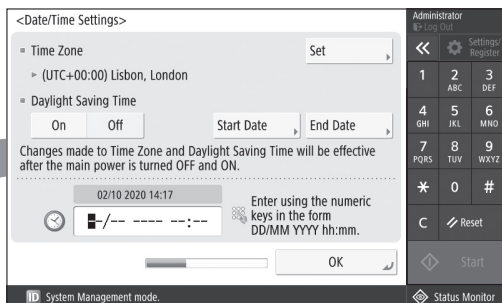 <Date/Time Settings>
Time Zone
Set
(UTC+00:00) Lisbon, London
Daylight Saving Time
On
Off
Start Date
End Date
Changes made to Time Zone and Daylight Saving Time will be effective
after the main power is turned OFF and ON.
02/10 2020 14:17
-/-- ---- --:--
Enter using the numeric
keys in the form
DD/MM YYYY hh:mm.
OK
ID System Management mode.
Administrator
Log Out
Settings/
Register
1
2 ABC
3 DEF
4 GHI
5 JKL
6 MNO
7 PQRS
8 TUV
9 WXYZ
*
0
#
C
Reset
Start
Status Monitor